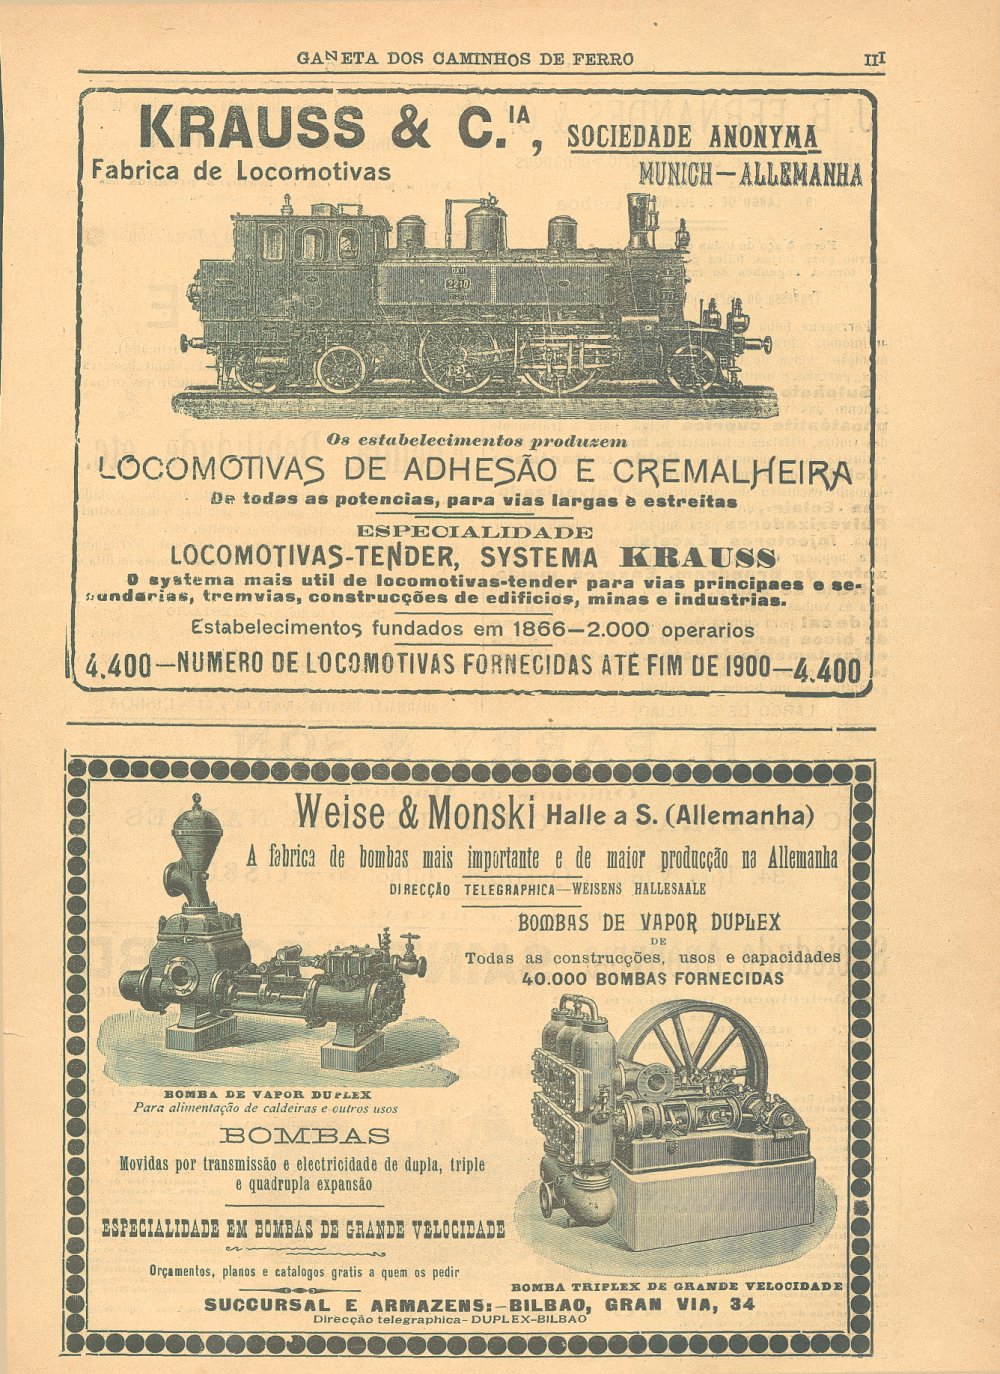 GAZETA DOS CAMINHOS DE FERRO
III
KRAUSS & C.IA, SOCIEDADE ANONYMA
Fabrica de Locomotivas
MUNICH—ALLEMANHA
2210
Os estabelecimentos produzem
LOCOMOTIVAS DE ADHESÃO E CREMALHEIRA
De todas as potencias, para vias largas e estreitas
ESPECIALIDADE
LOCOMOTIVAS-TENDER, SYSTEMA KRAUSS
O systema mais util de locomotivas-tender para vias principaes e se-
cundarias, tremvias, construcções de edificios, minas e industrias.
Estabelecimentos fundados em 1866—2.000 operarios
4.400—NUMERO DE LOCOMOTIVAS FORNECIDAS ATÉ FIM DE 1900—4.400
Weise & Monski Halle a S. (Allemanha)
A fabrica de bombas mais importante e de maior producção na Allemanha
DIRECÇÃO TELEGRAPHICA—WEISENS HALLESAALE
BOMBAS DE VAPOR DUPLEX
DE
Todas as construcções, usos e capacidades
40.000 BOMBAS FORNECIDAS
BOMBA DE VAPOR DUPLEX
Para alimentação de caldeiras e outros usos
BOMBAS
Movidas por transmissão e electricidade de dupla, triple
e quadrupla expansão
ESPECIALIDADE EM BOMBAS DE GRANDE VELOCIDADE
Orçamentos, planos e catalogos gratis a quem os pedir
BOMBA TRIPLEX DE GRANDE VELOCIDADE
SUCCURSAL E ARMAZENS:—BILBAO, GRAN VIA, 34
Direcção telegraphica-DUPLEX-BILBAO